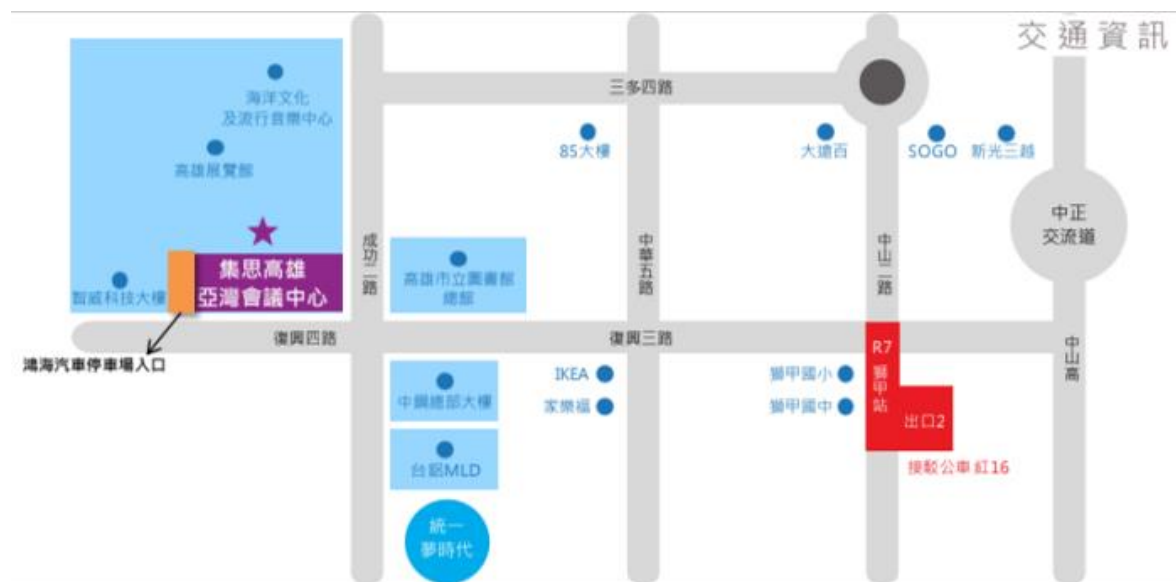 交通資訊
三多四路
海洋文化
及流行音樂中心
高雄展覽館
85大樓
大遠百
SOGO
新光三越
中正
交流道
成功二路
中華五路
中山二路
集思高雄
亞灣會議中心
智威科技大樓
高雄市立圖書館
總館
鴻海汽車停車場入口
復興四路
復興三路
中山高
R7
獅甲站
出口2
接駁公車 紅16
IKEA
家樂福
獅甲國小
獅甲國中
中鋼總部大樓
台鋁MLD
統一
夢時代